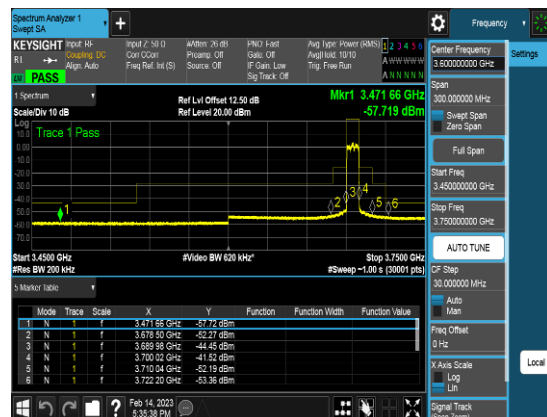 Spectrum Analyzer 1
Swept SA
+
Frequency
KEYSIGHT
Input: RF
Coupling: DC
Align: Auto
Input Z: 50 Ω
Corr CCorr
Freq Ref: Int (S)
#Atten: 26 dB
Preamp: Off
Source: Off
PNO: Fast
Gate: Off
IF Gain: Low
Sig Track: Off
Avg Type: Power (RMS)
Avg|Hold: 10/10
Trig: Free Run
1 2 3 4 5 6
A W W W W W
A N N N N N
PASS
1 Spectrum
Scale/Div 10 dB
Ref Lvl Offset 12.50 dB
Ref Level 20.00 dBm
Mkr1 3.471 66 GHz
-57.719 dBm
Log
Trace 1 Pass
10.0
0.00
-10.0
-20.0
-30.0
-40.0
-50.0
-60.0
-70.0
1
2
3
4
5
6
Start 3.4500 GHz
#Res BW 200 kHz
#Video BW 620 kHz*
Stop 3.7500 GHz
#Sweep ~1.00 s (30001 pts)
5 Marker Table
Mode Trace Scale X Y Function Function Width Function Value
1 N 1 f 3.471 66 GHz -57.72 dBm
2 N 1 f 3.678 50 GHz -52.27 dBm
3 N 1 f 3.689 98 GHz -44.45 dBm
4 N 1 f 3.700 02 GHz -41.52 dBm
5 N 1 f 3.710 04 GHz -52.19 dBm
6 N 1 f 3.722 20 GHz -53.36 dBm
Feb 14, 2023
5:35:38 PM
Center Frequency
3.600000000 GHz
Settings
Span
300.000000 MHz
Swept Span
Zero Span
Full Span
Start Freq
3.450000000 GHz
Stop Freq
3.750000000 GHz
AUTO TUNE
CF Step
30.000000 MHz
Auto
Man
Freq Offset
0 Hz
X Axis Scale
Log
Lin
Local
Signal Track